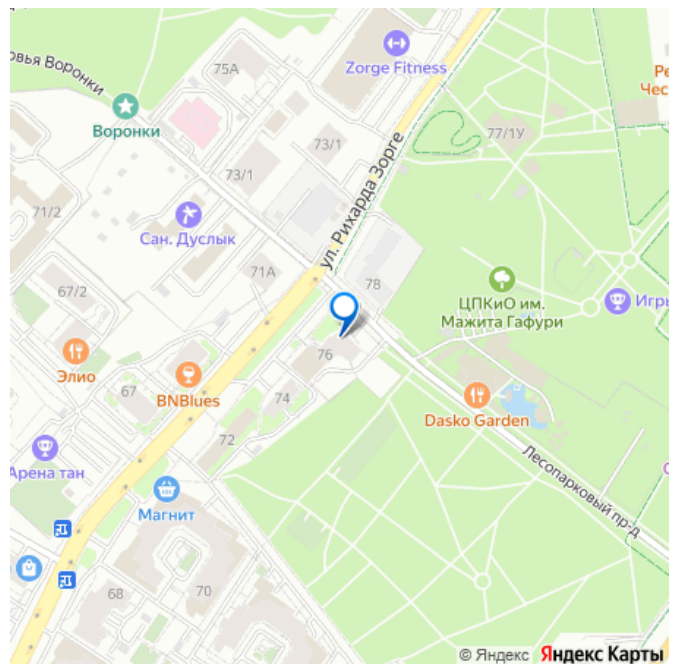 75А
Zorge Fitness
овья Воронки
Ре
Чес
Воронки
73/1
77/1У
73/1
ул. Рихарда Зорге
71/2
Сан. Дуслык
71А
78
67/2
ЦПКиО им.
Мажита Гафури
Игры
Элио
76
67
BNBlues
74
Dasko Garden
72
Арена тан
Лесопарковый пр-д
Магнит
68
70
© Яндекс Яндекс Карты